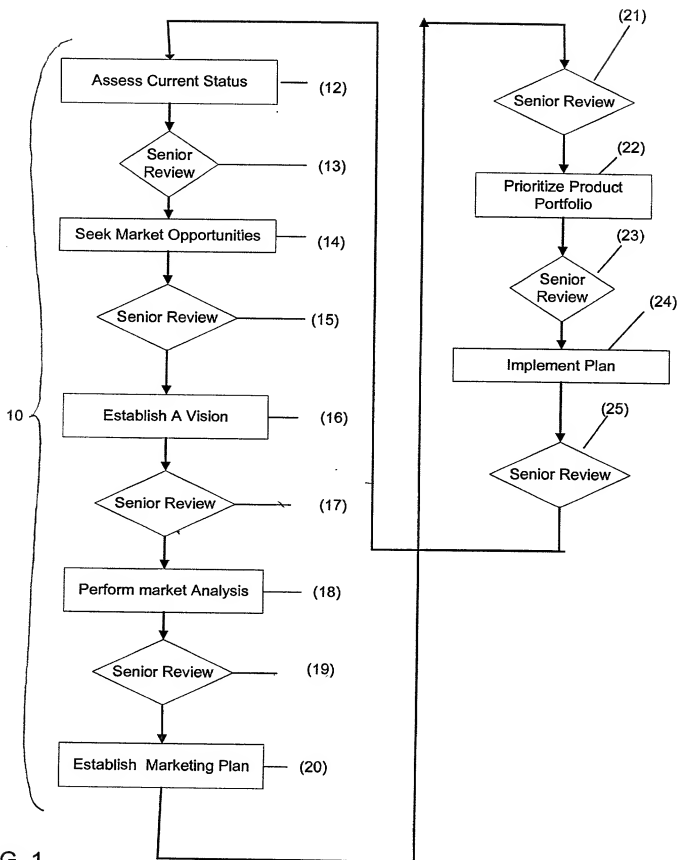 Assess Current Status
(12)
Senior
Review
(13)
Seek Market Opportunities
(14)
Senior Review
(15)
10
Establish A Vision
(16)
Senior Review
(17)
Perform market Analysis
(18)
Senior Review
(19)
Establish Marketing Plan
(20)
(21)
Senior Review
(22)
Prioritize Product
Portfolio
(23)
Senior
Review
(24)
Implement Plan
(25)
Senior Review